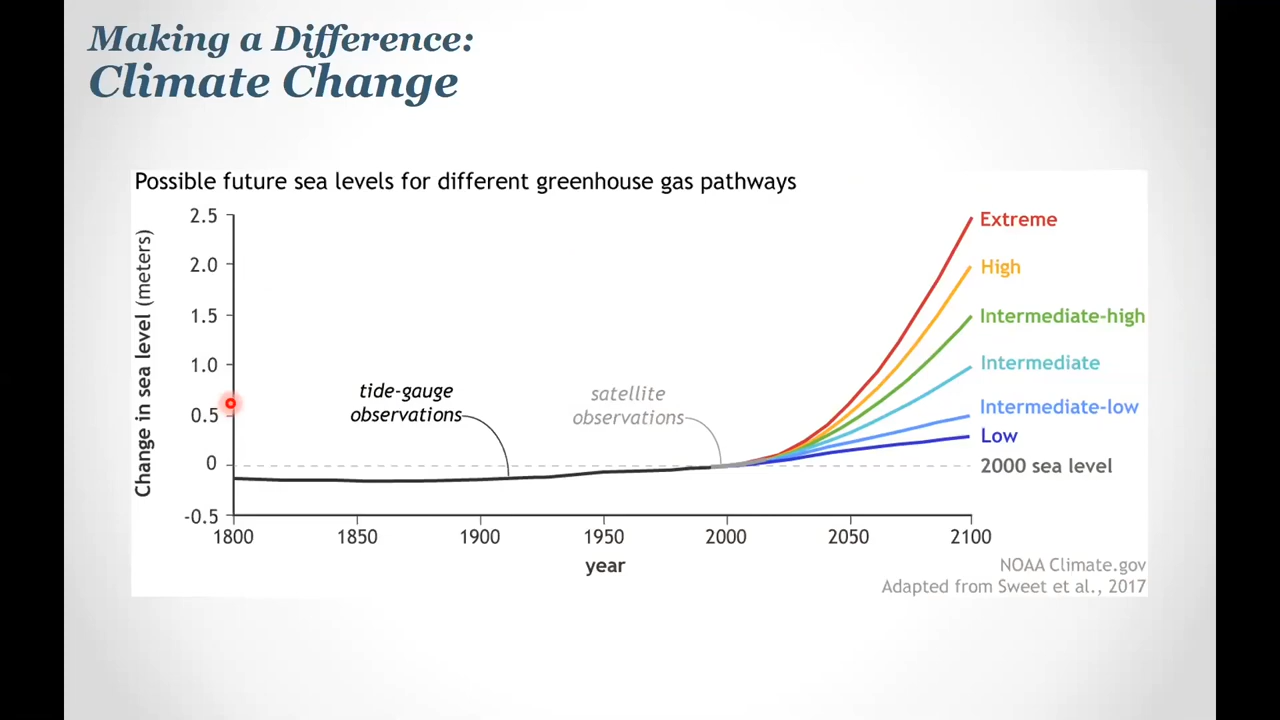 Making a Difference:
Climate Change
Possible future sea levels for different greenhouse gas pathways
Change in sea level (meters)
2.5
2.0
1.5
1.0
0.5
0
-0.5
tide-gauge
observations
satellite
observations
Extreme
High
Intermediate-high
Intermediate
Intermediate-low
Low
2000 sea level
1800 1850 1900 1950 2000 2050 2100
year
NOAA Climate.gov
Adapted from Sweet et al., 2017